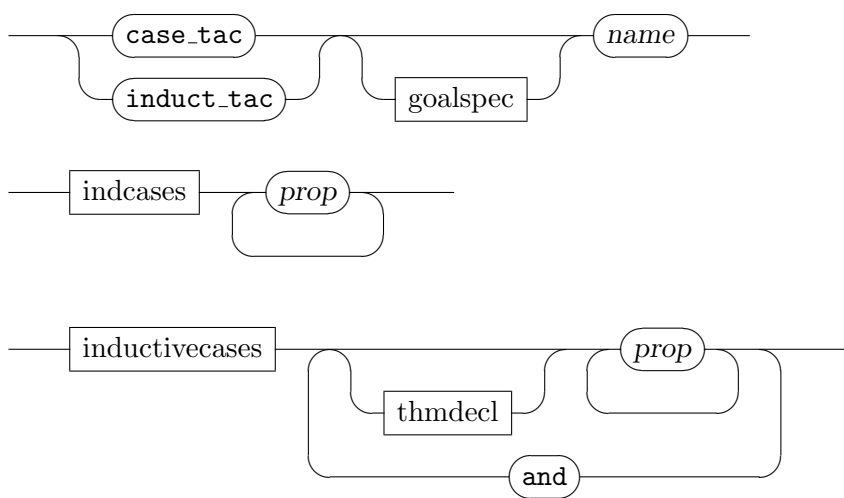 case_tac name
induct_tac goalspec
indcases prop
inductivecases prop
thmdecl
and